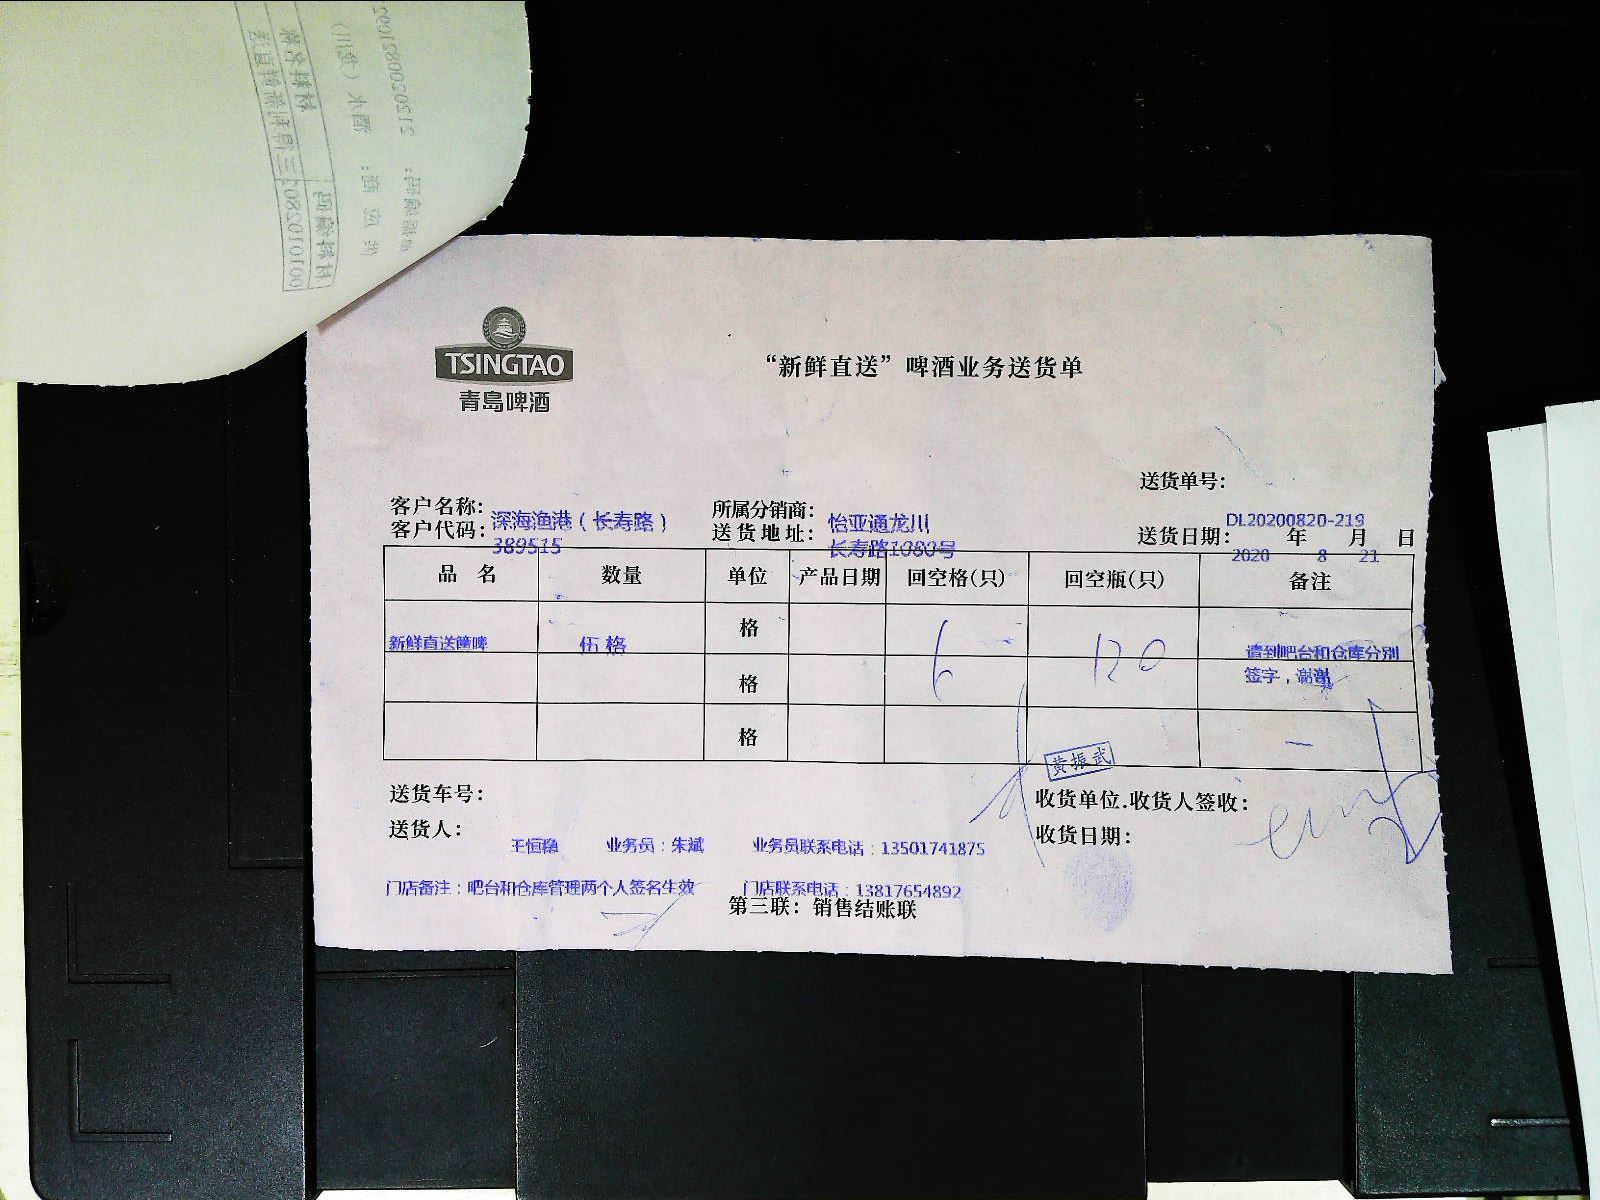 TSINGTAO
青岛啤酒
“新鲜直送”啤酒业务送货单
送货单号：
DL20200820-219
客户名称：深海渔港（长寿路） 所属分销商：怡亚通龙川
客户代码：389515 送货地址：长寿路1080号 送货日期：2020年8月21日
品名 数量 单位 产品日期 回空格(只) 回空瓶(只) 备注
新鲜直送 伍格 格 6 120 请到吧台和仓库分别
格 签字，谢谢
格
黄振武
送货车号： 收货单位.收货人签收：
送货人： 王恒稳 业务员：朱斌 业务员联系电话：13501741875 收货日期：
门店备注：吧台和仓库管理两个人签名生效 门店联系电话：13817654892
第三联：销售结账联